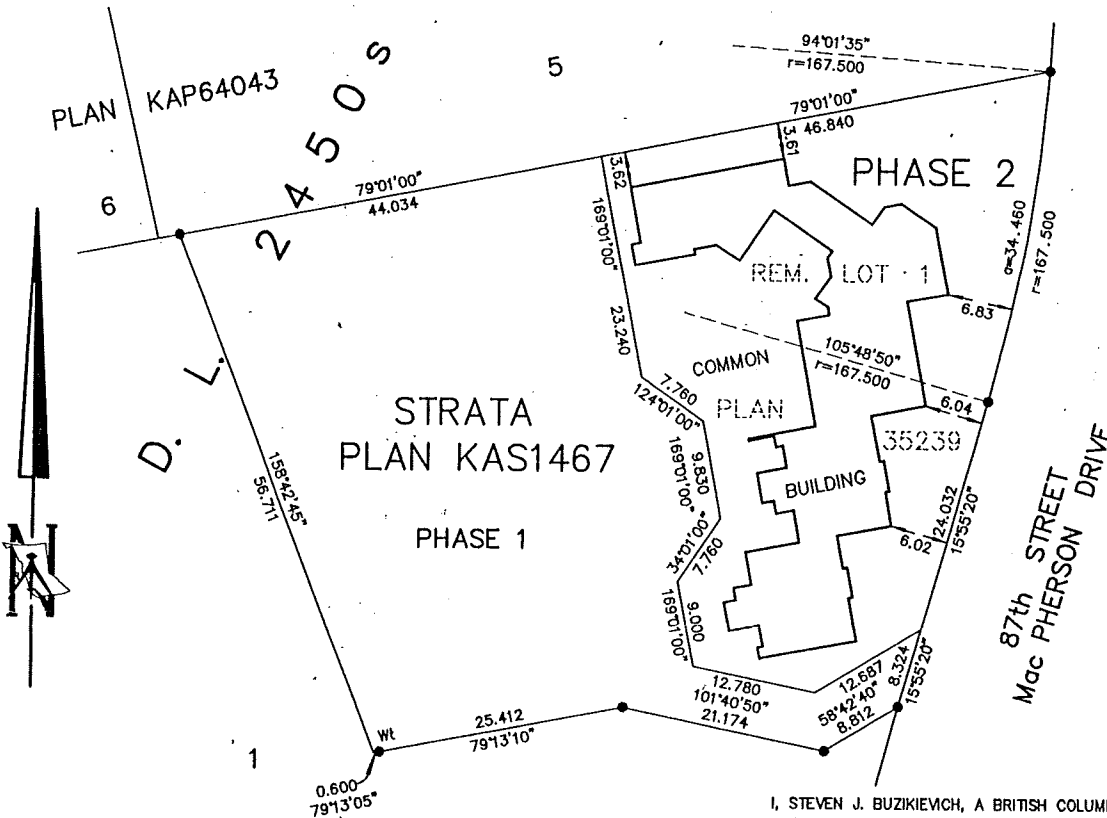 94°01'35"
r=167.500
5
PLAN KAP64043
79°01'00"
46.840
3.61
PHASE 2
D. L. 2450s
79°01'00"
44.034
6
3.62
169°01'00"
23.240
REM. LOT 1
a=34.460
r=167.500
6.83
COMMON
105°48'50"
r=167.500
7.760
124°01'00"
PLAN
6.04
35239
STRATA
PLAN KAS1467
PHASE 1
9.830
169°01'00"
BUILDING
158°42'45"
56.711
24.032
15°55'20"
6.02
34°01'00"
7.760
87th STREET
Mac PHERSON DRIVE
N
9.000
169°01'00"
12.780
101°40'50"
21.174
12.687
58°42'40"
8.812
8.324
15°55'20"
25.412
79°13'10"
Wt
1
0.600
79°13'05"
I, STEVEN J. BUZIKIEVICH, A BRITISH COLUM